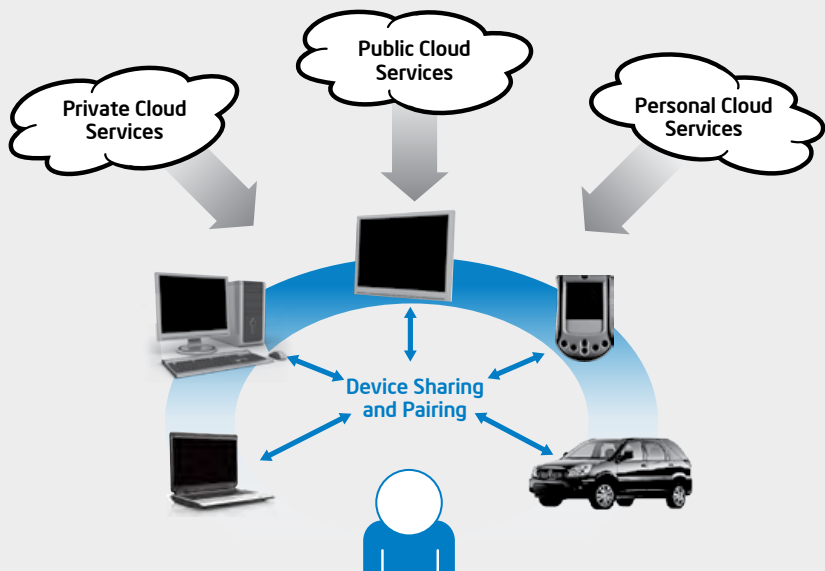 Public Cloud
Services
Private Cloud
Services
Personal Cloud
Services
Device Sharing
and Pairing